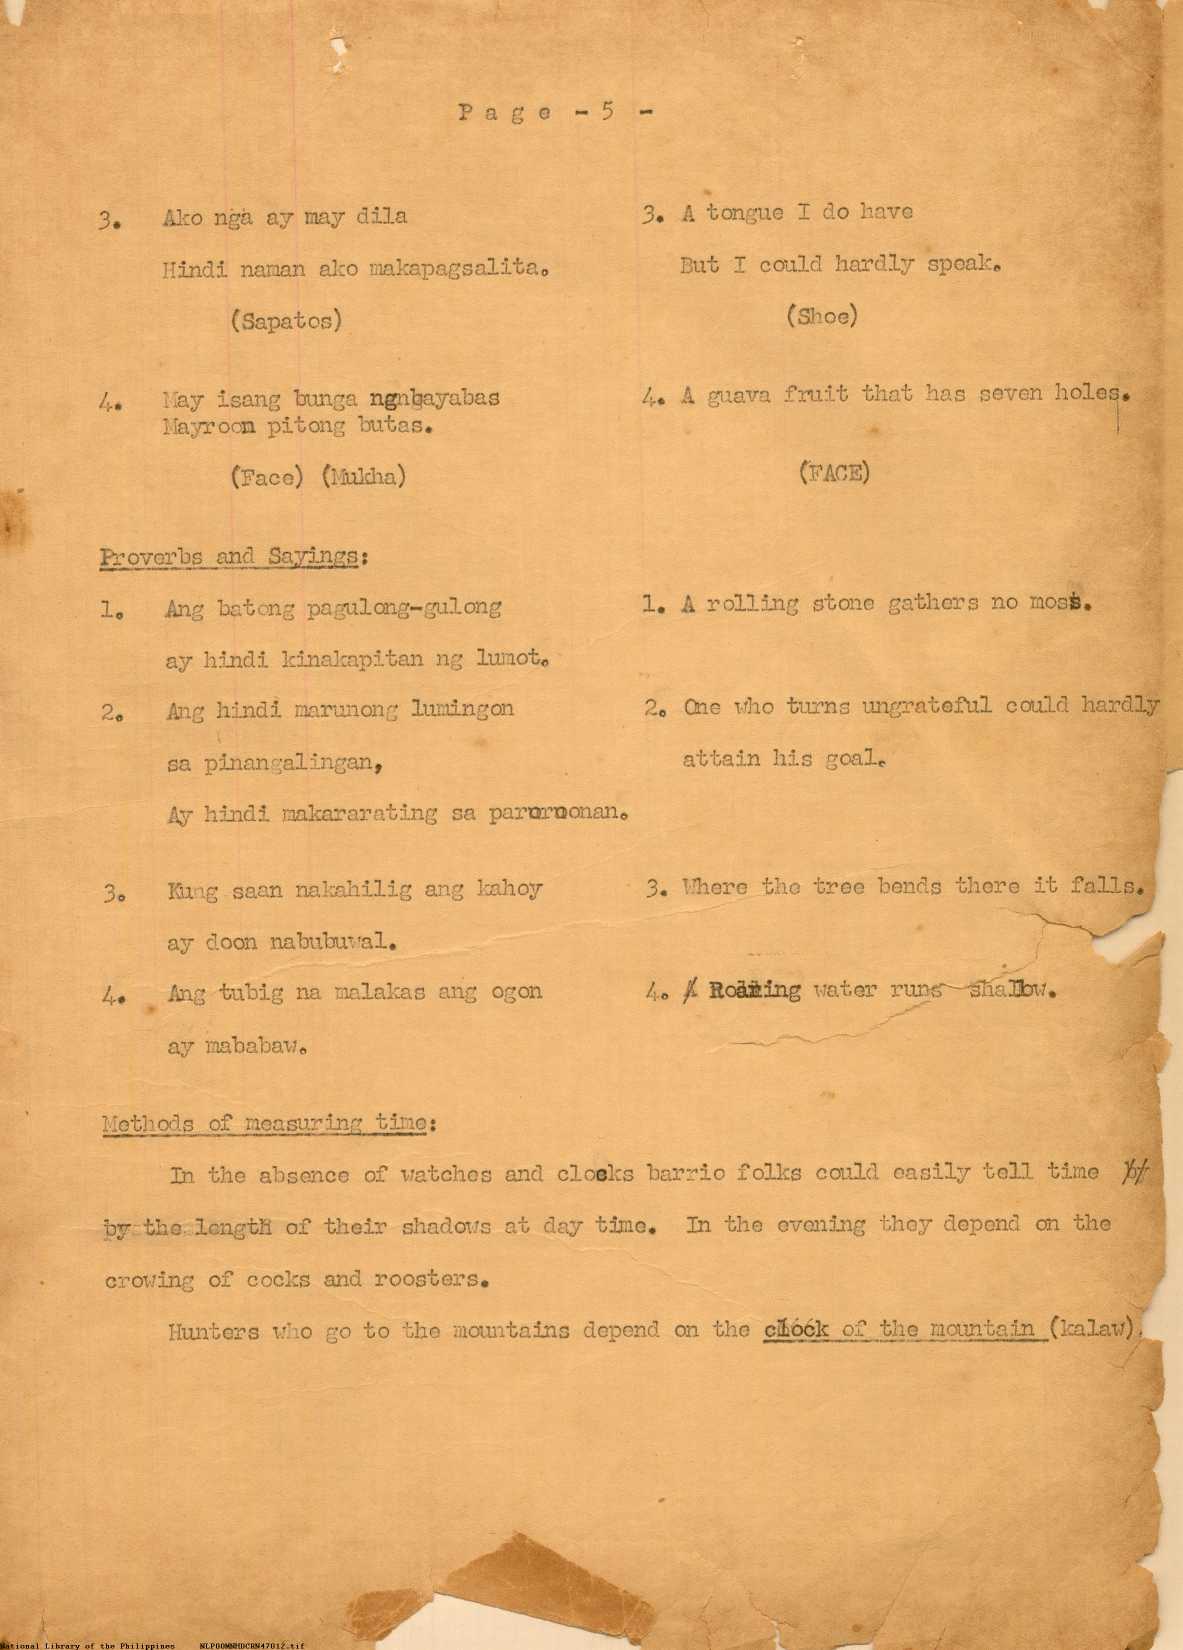 Page -5-
3. Ako nga ay may dila
Hindi naman ako makapagsalita.
(Sapatos)
3. A tongue I do have
But I could hardly speak.
(Shoe)
4. May isang bunga ng bayabas
Mayroon pitong butas.
(Face) (Mukha)
4. A guava fruit that has seven holes.
(FACE)
Proverbs and Sayings:
1. Ang batong pagulong-gulong
ay hindi kinakapitan ng lumot.
1. A rolling stone gathers no moss.
2. Ang hindi marunong lumingon
sa pinangalingan,
Ay hindi makararating sa paroroonan.
2. One who turns ungrateful could hardly
attain his goal.
3. Kung saan nakahilig ang kahoy
ay doon nabubuwal.
3. Where the tree bends there it falls.
4. Ang tubig na malakas ang ogon
ay mababaw.
4. Roaring water runs shallow.
Methods of measuring time:
In the absence of watches and clocks barrio folks could easily tell time
by the length of their shadows at day time. In the evening they depend on the
crowing of cocks and roosters.
Hunters who go to the mountains depend on the clock of the mountain (kalaw).
National Library of the Philippines NLPOOMNHDCRN47012.tif